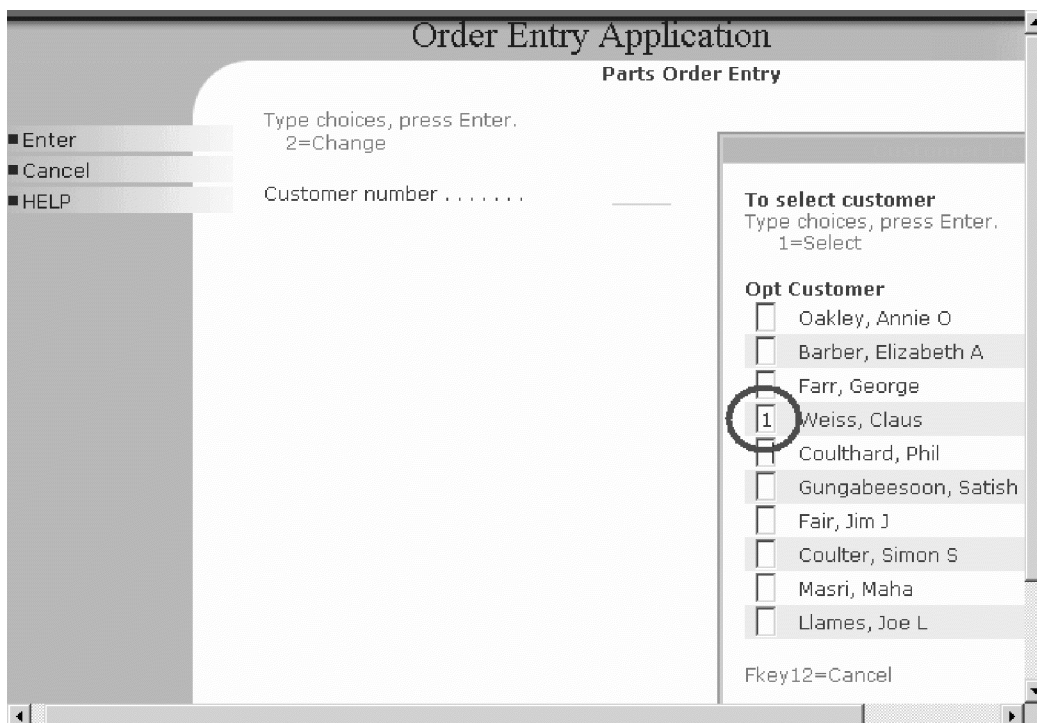 Order Entry Application
Parts Order Entry
Enter
Cancel
HELP
Type choices, press Enter.
2=Change
Customer number . . . . . . .
To select customer
Type choices, press Enter.
1=Select
Opt Customer
Oakley, Annie O
Barber, Elizabeth A
Farr, George
1 Weiss, Claus
Coulthard, Phil
Gungabeesoon, Satish
Fair, Jim J
Coulter, Simon S
Masri, Maha
Llames, Joe L
Fkey12=Cancel